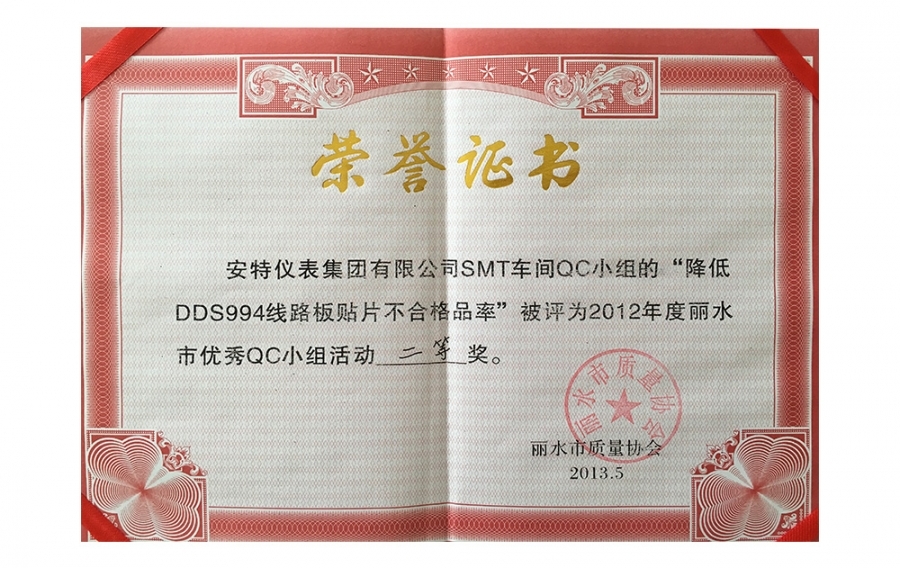 荣誉证书
安特仪表集团有限公司SMT车间QC小组的“降低
DDS994线路板贴片不合格品率”被评为2012年度丽水
市优秀QC小组活动二等奖。
丽水市质量协会
丽水市质量协会
2013.5